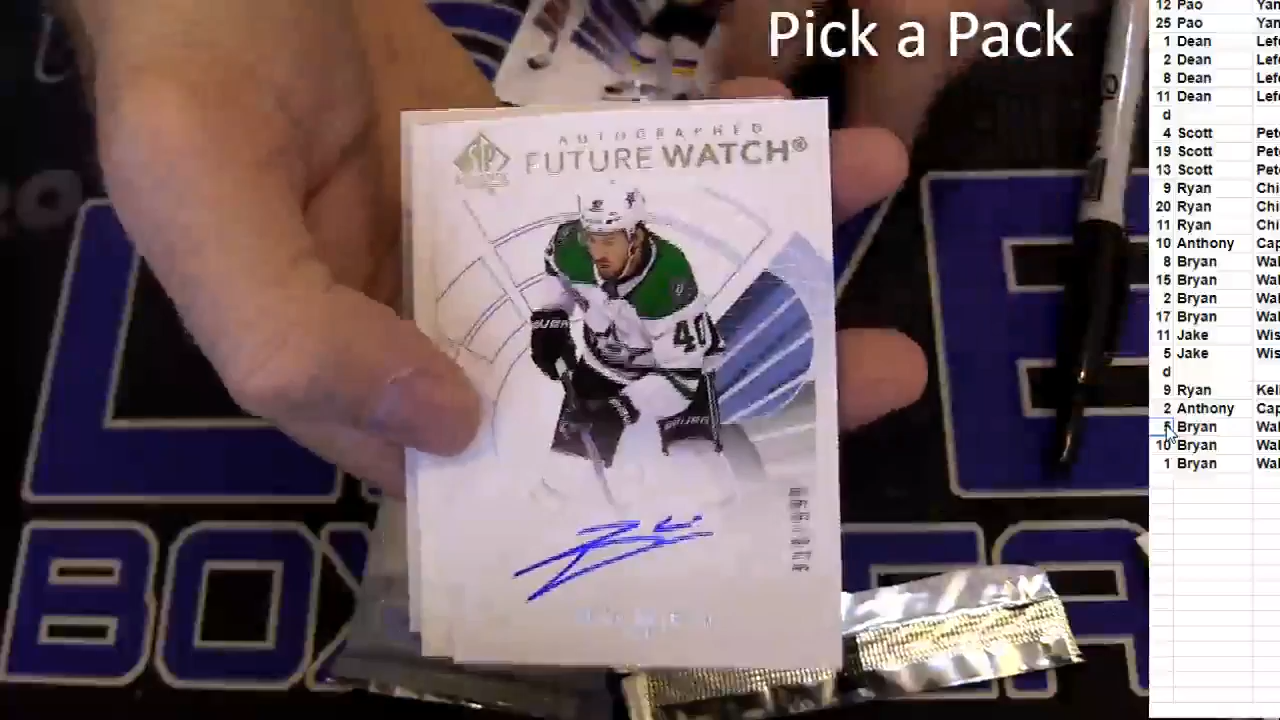 Pick a Pack
AUTOGRAPHED
FUTURE WATCH®
SP
40
BOX
12 Pao Yan
25 Pao Yan
1 Dean Lef
2 Dean Lef
8 Dean Lef
11 Dean Lef
d
4 Scott Pet
19 Scott Pet
13 Scott Pet
9 Ryan Chi
20 Ryan Chi
11 Ryan Chi
10 Anthony Cap
8 Bryan Wal
15 Bryan Wal
2 Bryan Wal
17 Bryan Wal
11 Jake Wis
5 Jake Wis
d
9 Ryan Kel
2 Anthony Cap
Bryan Wal
10 Bryan Wal
1 Bryan Wal